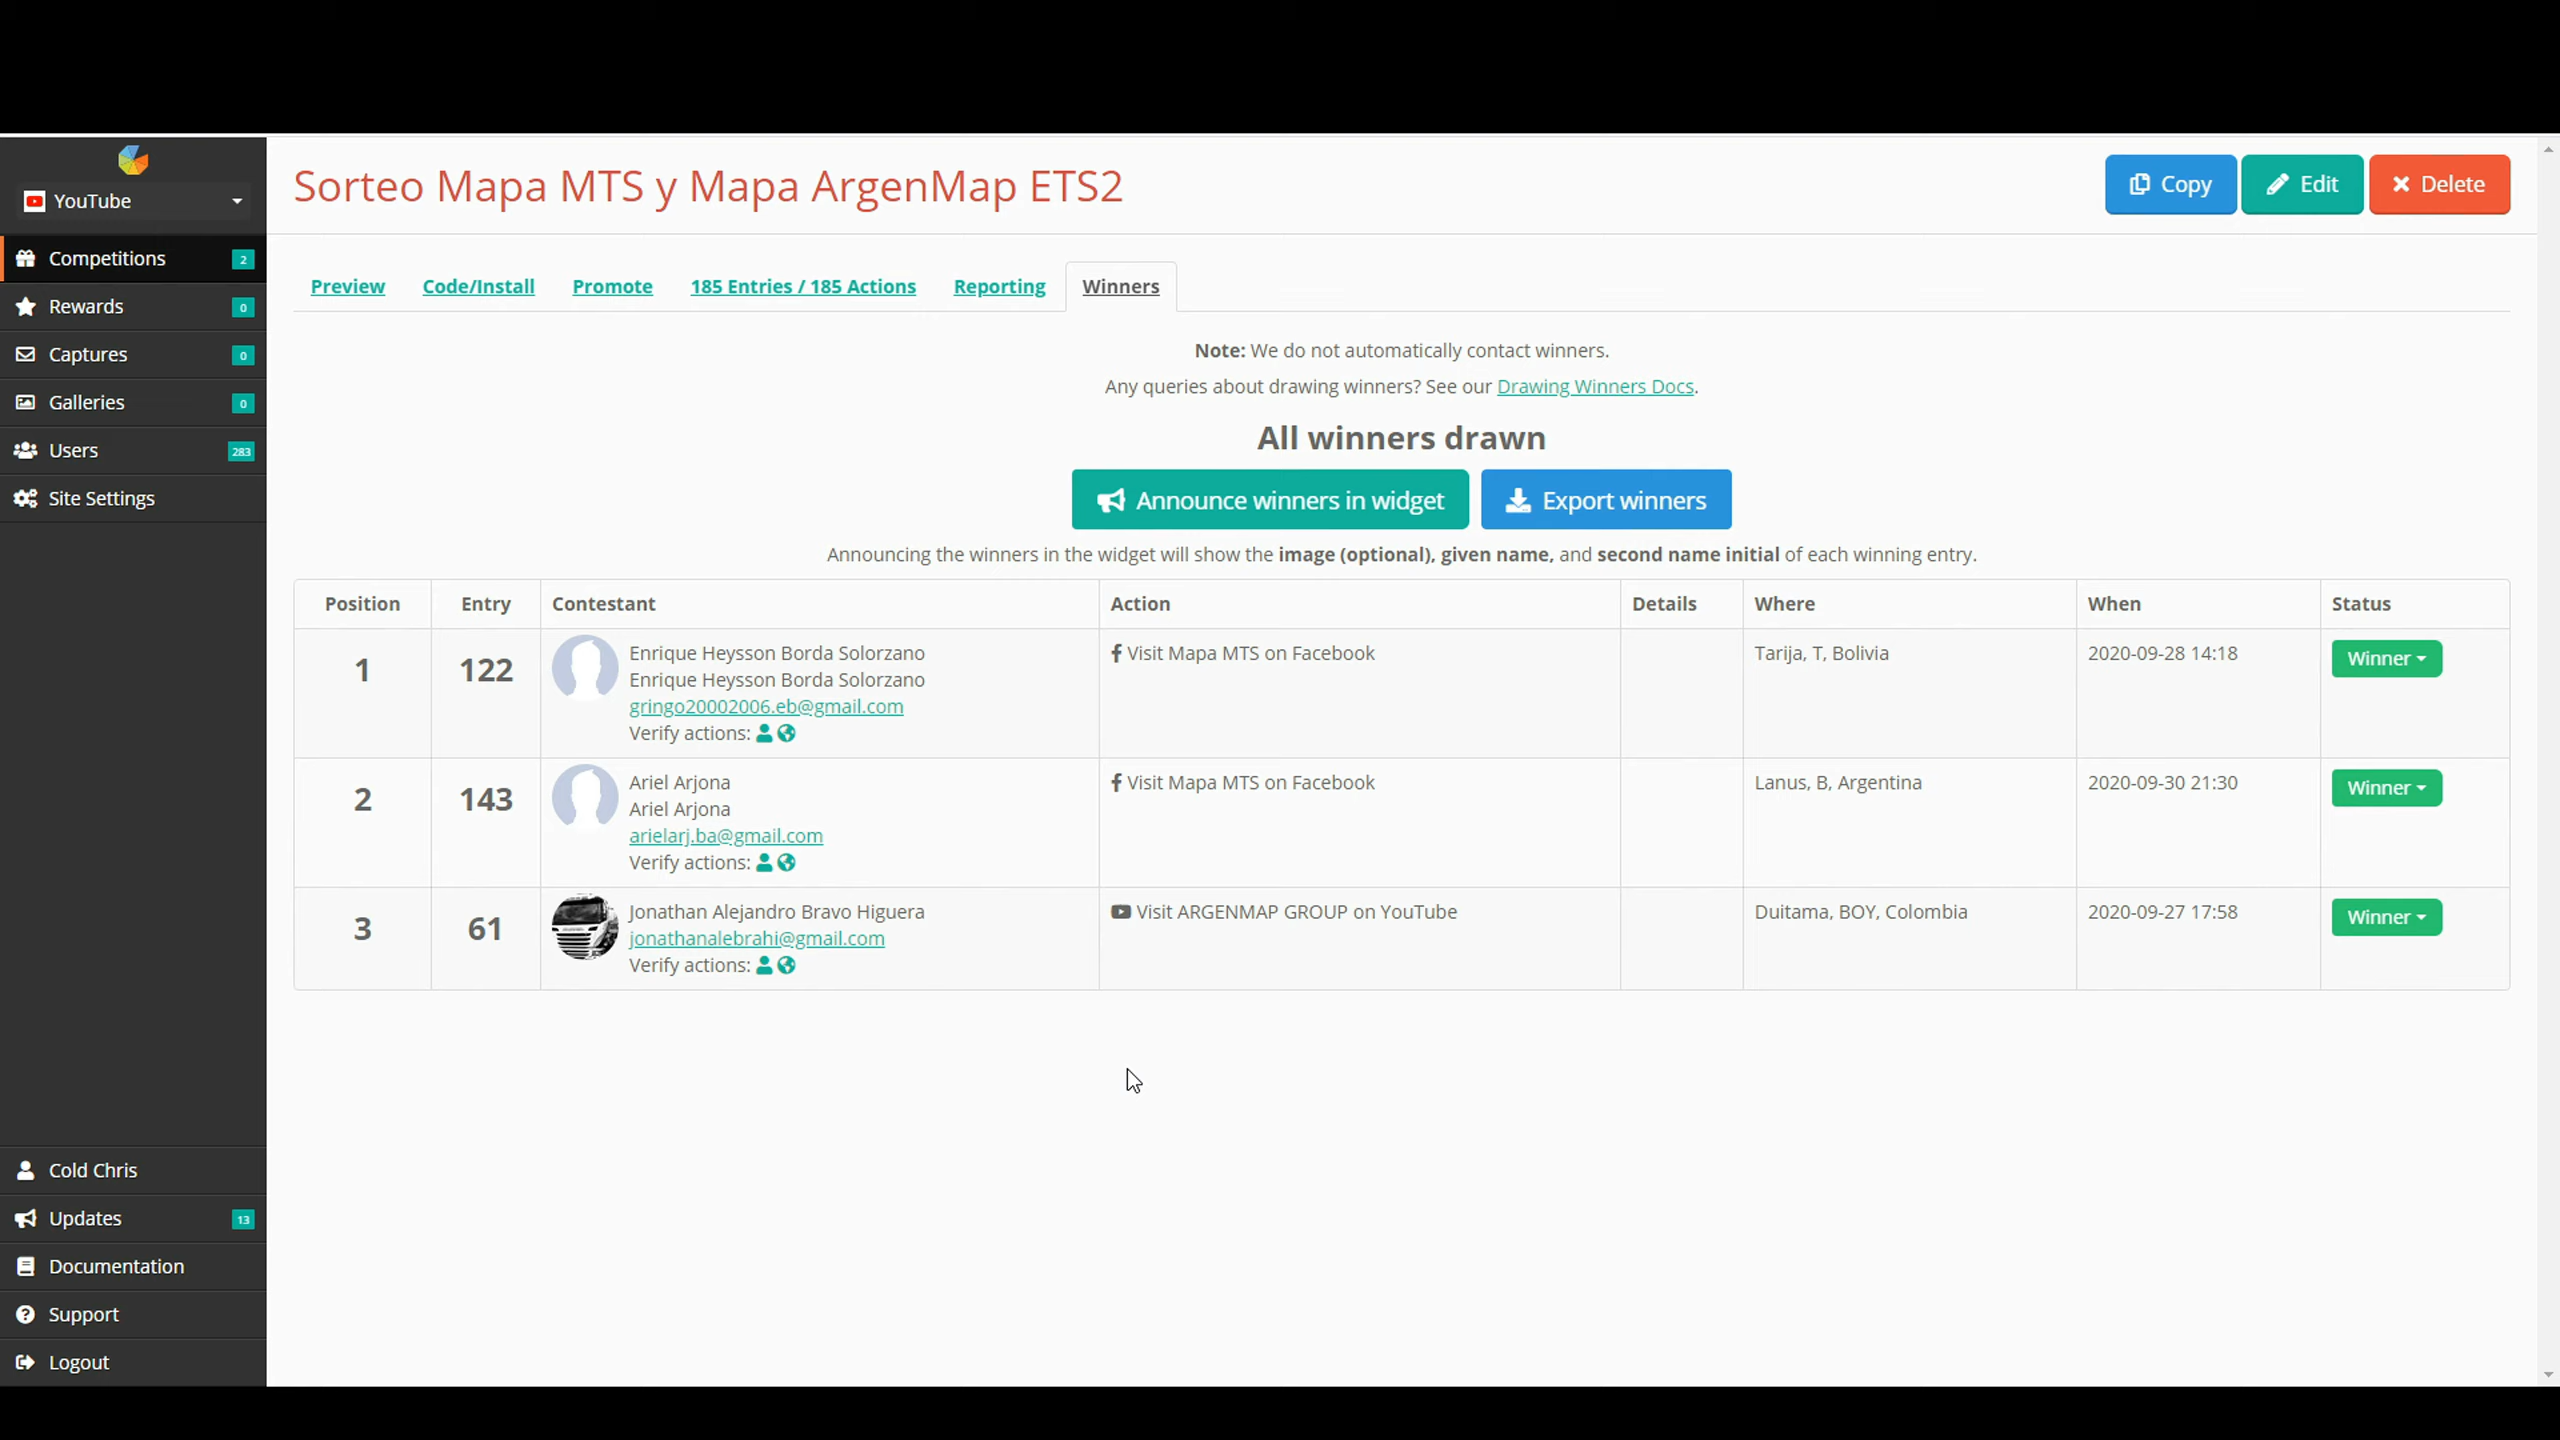 YouTube
Competitions 2
Rewards 0
Captures 0
Galleries 0
Users 283
Site Settings
Cold Chris
Updates 13
Documentation
Support
Logout
Sorteo Mapa MTS y Mapa ArgenMap ETS2
Copy Edit Delete
Preview Code/Install Promote 185 Entries / 185 Actions Reporting Winners
Note: We do not automatically contact winners.
Any queries about drawing winners? See our Drawing Winners Docs.
All winners drawn
Announce winners in widget Export winners
Announcing the winners in the widget will show the image (optional), given name, and second name initial of each winning entry.
Position Entry Contestant Action Details Where When Status
1 122 Enrique Heysson Borda Solorzano Visit Mapa MTS on Facebook Tarija, T, Bolivia 2020-09-28 14:18 Winner
Enrique Heysson Borda Solorzano
gringo20002006.eb@gmail.com
Verify actions:
2 143 Ariel Arjona Visit Mapa MTS on Facebook Lanus, B, Argentina 2020-09-30 21:30 Winner
Ariel Arjona
arielarj.ba@gmail.com
Verify actions:
3 61 Jonathan Alejandro Bravo Higuera Visit ARGENMAP GROUP on YouTube Duitama, BOY, Colombia 2020-09-27 17:58 Winner
jonathanalebrahi@gmail.com
Verify actions: